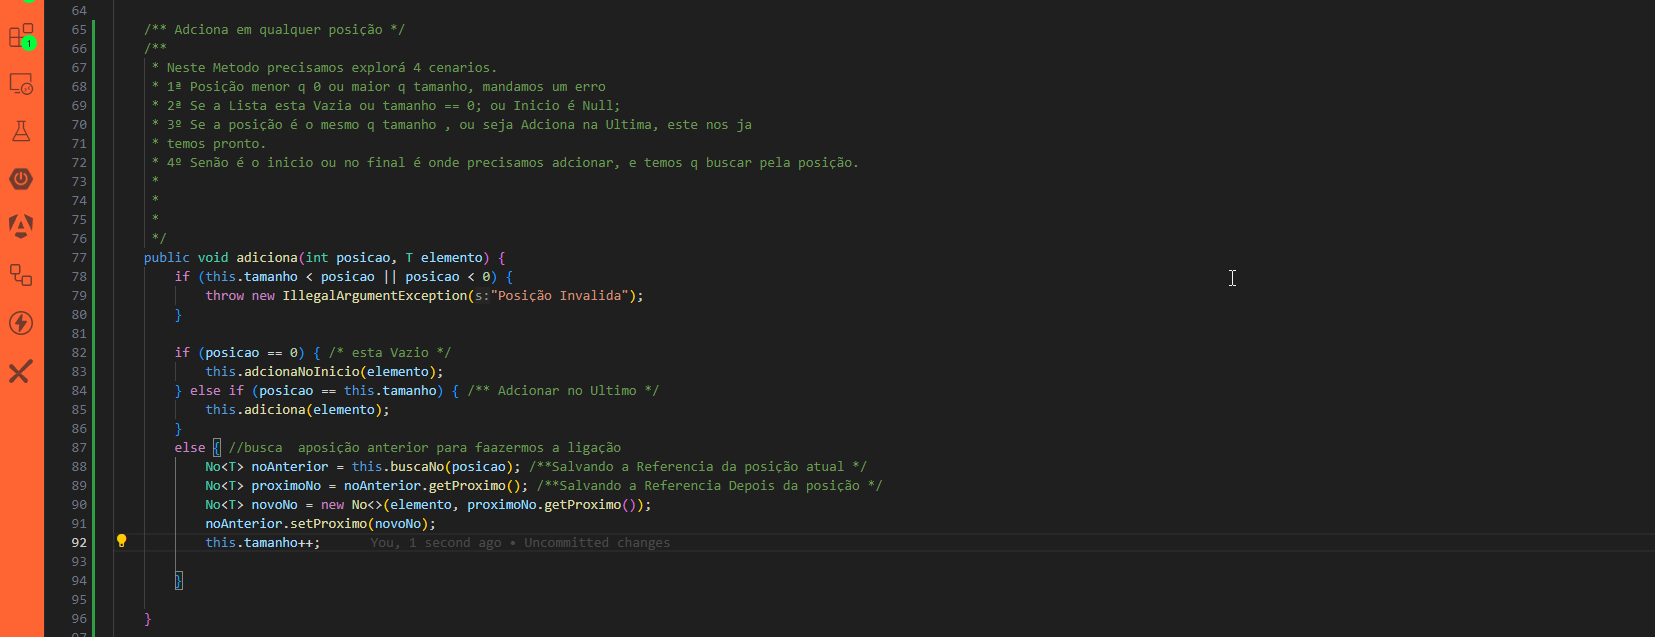 1
64
65 /** Adciona em qualquer posição */
66 /**
67 * Neste Metodo precisamos explorá 4 cenarios.
68 * 1ª Posição menor q 0 ou maior q tamanho, mandamos um erro
69 * 2ª Se a Lista esta Vazia ou tamanho == 0; ou Inicio é Null;
70 * 3º Se a posição é o mesmo q tamanho , ou seja Adciona na Ultima, este nos ja
71 * temos pronto.
72 * 4º Senão é o inicio ou no final é onde precisamos adcionar, e temos q buscar pela posição.
73 *
74 *
75 *
76 */
77 public void adiciona(int posicao, T elemento) {
78 if (this.tamanho < posicao || posicao < 0) {
79 throw new IllegalArgumentException(s:"Posição Invalida");
80 }
81
82 if (posicao == 0) { /* esta Vazio */
83 this.adcionaNoInicio(elemento);
84 } else if (posicao == this.tamanho) { /** Adcionar no Ultimo */
85 this.adiciona(elemento);
86 }
87 else { //busca  aposição anterior para faazermos a ligação
88 No<T> noAnterior = this.buscaNo(posicao); /**Salvando a Referencia da posição atual */
89 No<T> proximoNo = noAnterior.getProximo(); /**Salvando a Referencia Depois da posição */
90 No<T> novoNo = new No<>(elemento, proximoNo.getProximo());
91 noAnterior.setProximo(novoNo);
92 this.tamanho++; You, 1 second ago • Uncommitted changes
93
94 }
95
96 }